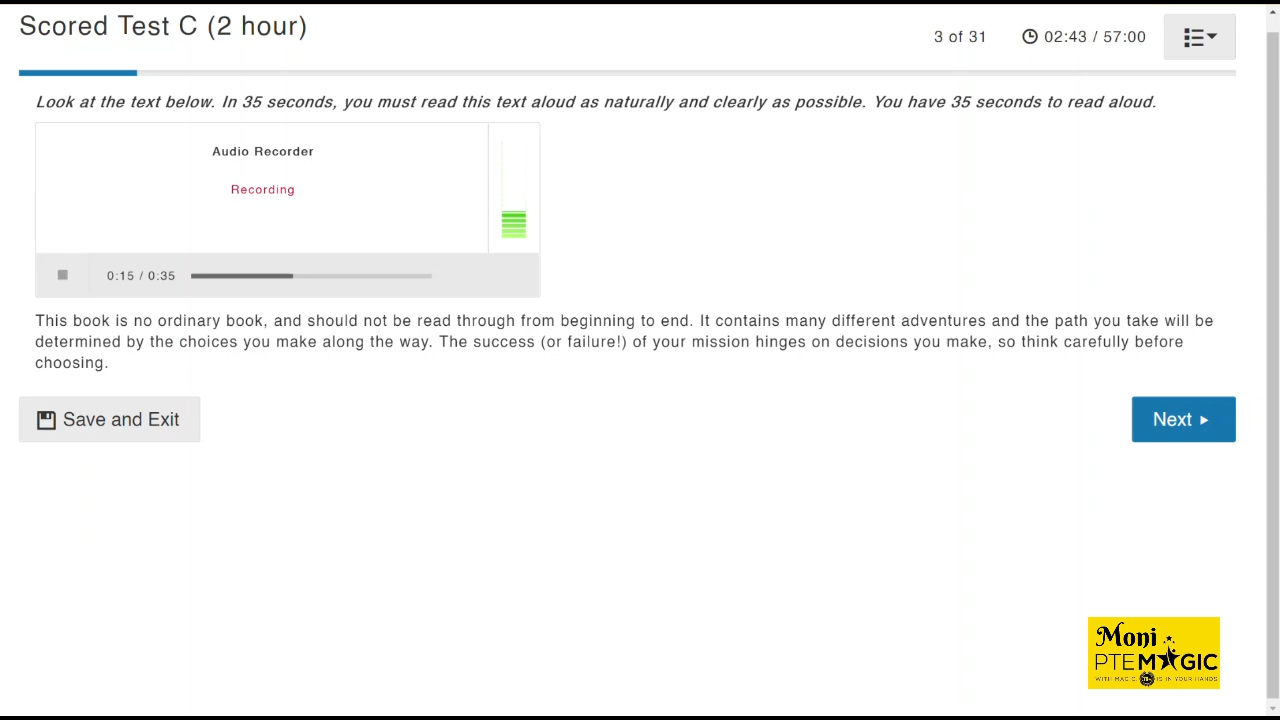 Scored Test C (2 hour)
3 of 31
02:43 / 57:00
Look at the text below. In 35 seconds, you must read this text aloud as naturally and clearly as possible. You have 35 seconds to read aloud.
Audio Recorder
Recording
0:15 / 0:35
This book is no ordinary book, and should not be read through from beginning to end. It contains many different adventures and the path you take will be
determined by the choices you make along the way. The success (or failure!) of your mission hinges on decisions you make, so think carefully before
choosing.
Save and Exit
Next
Moni
PTEMAGIC
IS IN YOUR HANDS